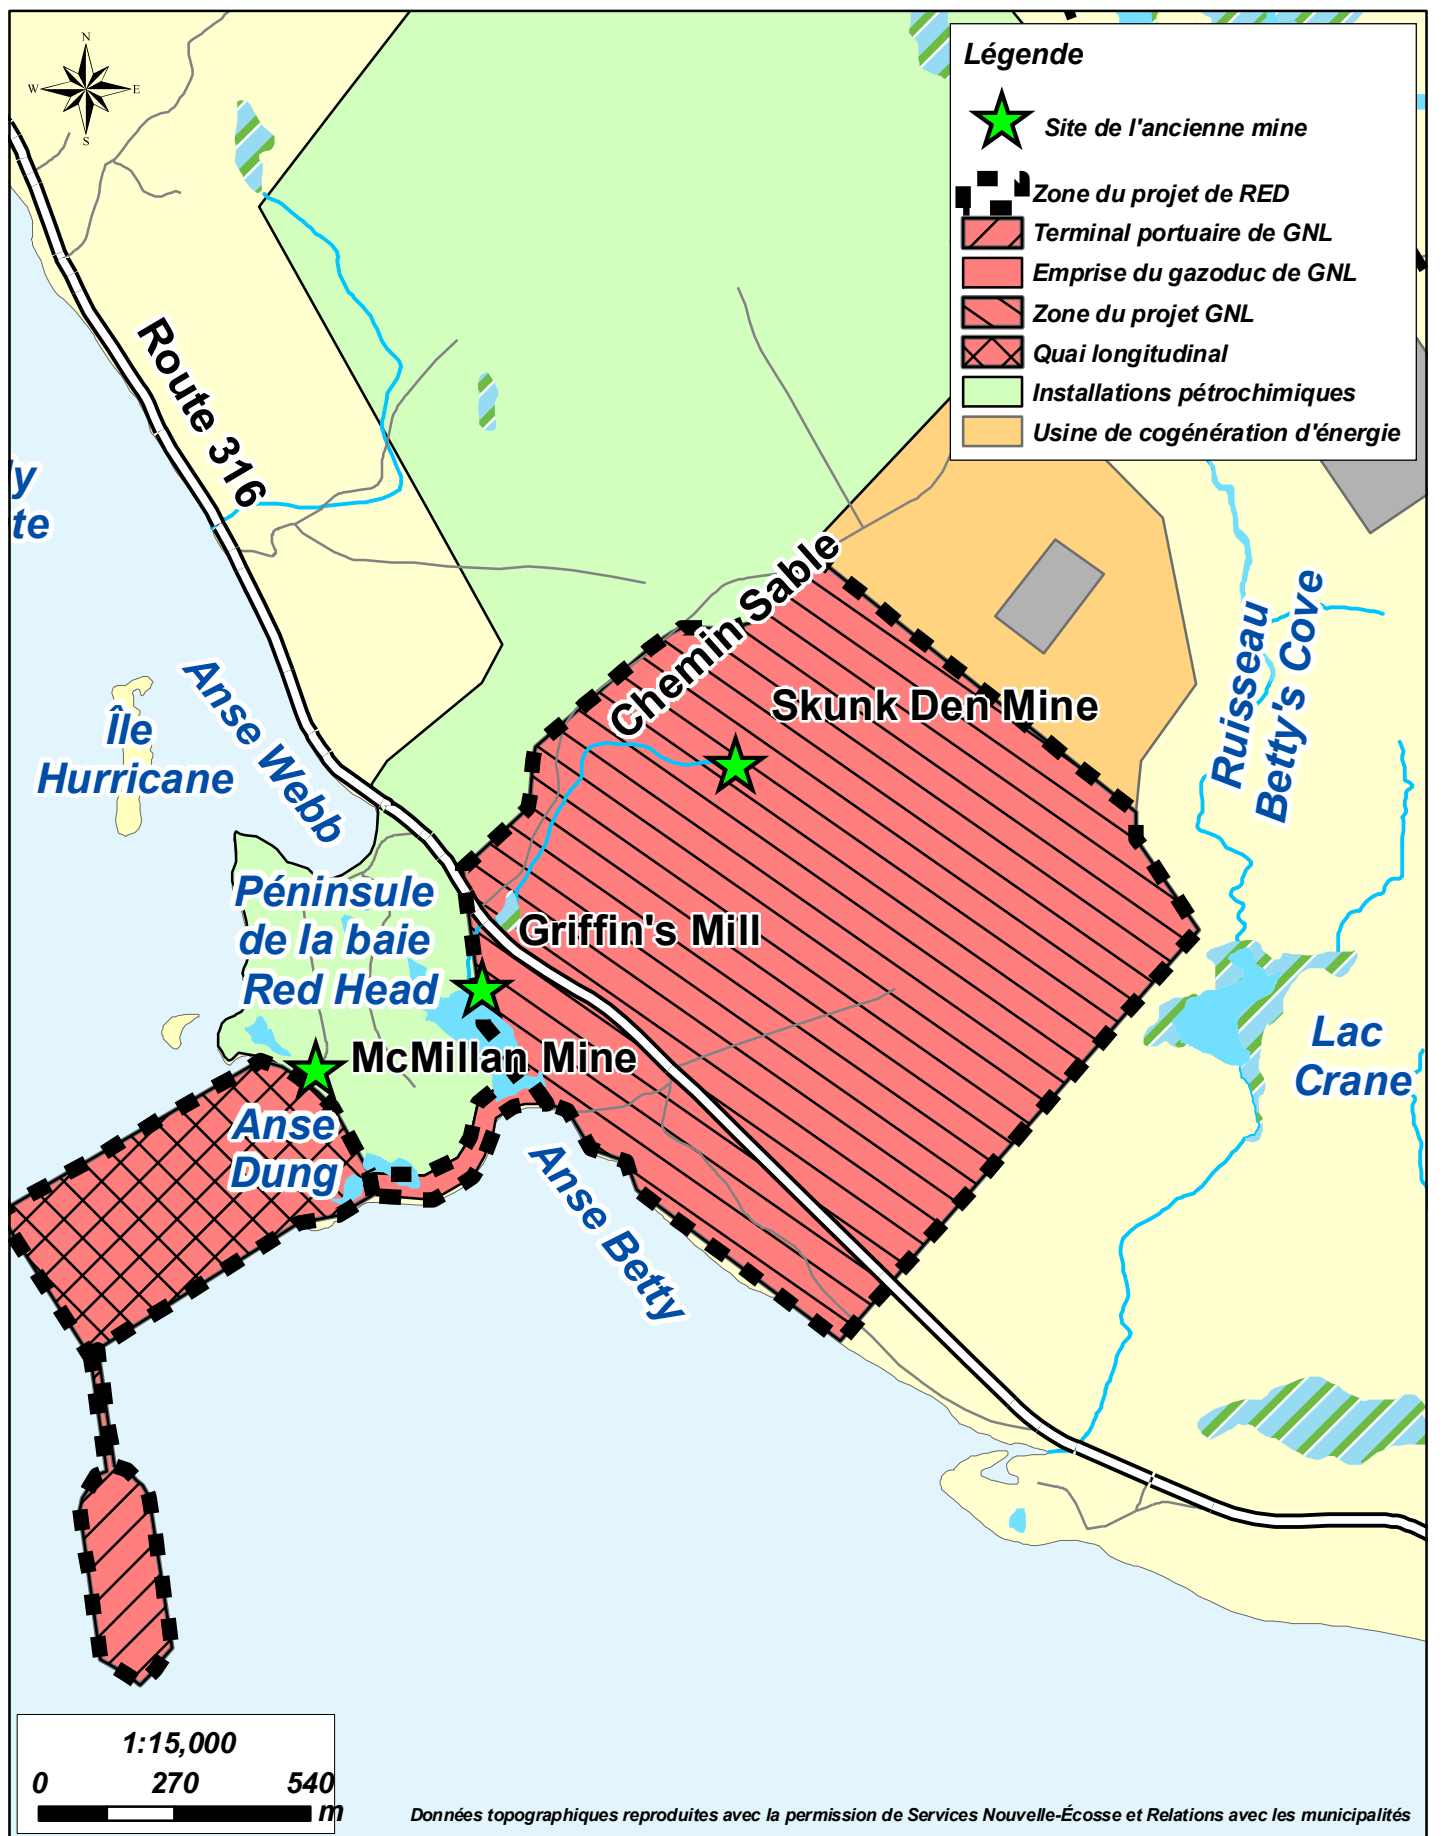 N
W
E
S
Légende
Site de l'ancienne mine
Zone du projet de RED
Terminal portuaire de GNL
Emprise du gazoduc de GNL
Zone du projet GNL
Quai longitudinal
Installations pétrochimiques
Usine de cogénération d'énergie
Route 316
ly
te
Chemin Sable
Ruisseau
Betty's Cove
Anse Webb
Île
Hurricane
Skunk Den Mine
Péninsule
de la baie
Red Head
Griffin's Mill
McMillan Mine
Lac
Crane
Anse
Dung
Anse Betty
1:15,000
0 270 540
m
Données topographiques reproduites avec la permission de Services Nouvelle-Écosse et Relations avec les municipalités